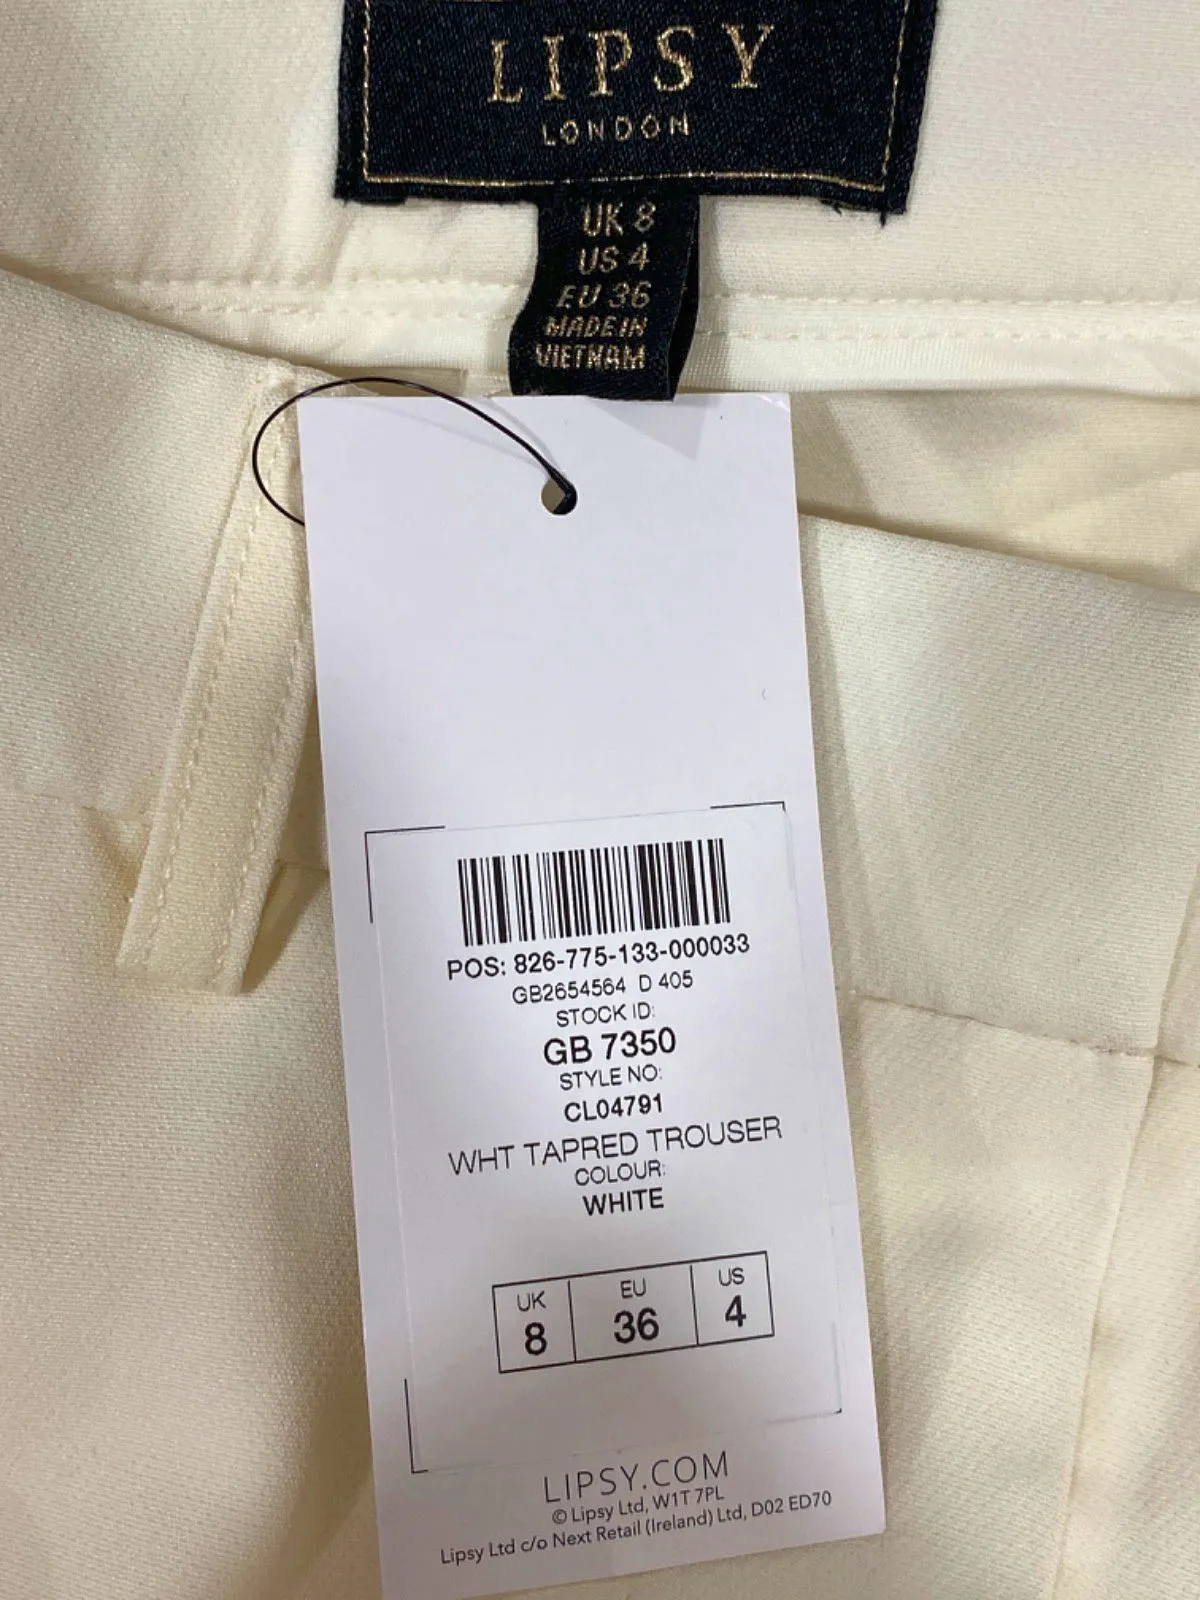 LIPSY
LONDON
UK 8
US 4
EU 36
MADE IN
VIETNAM
POS: 826-775-133-000033
GB2654564 D 405
STOCK ID:
GB 7350
STYLE NO:
CL04791
WHT TAPRED TROUSER
COLOUR:
WHITE
UK EU US
8 36 4
LIPSY.COM
© Lipsy Ltd, W1T 7PL
Lipsy Ltd c/o Next Retail (Ireland) Ltd, D02 ED70